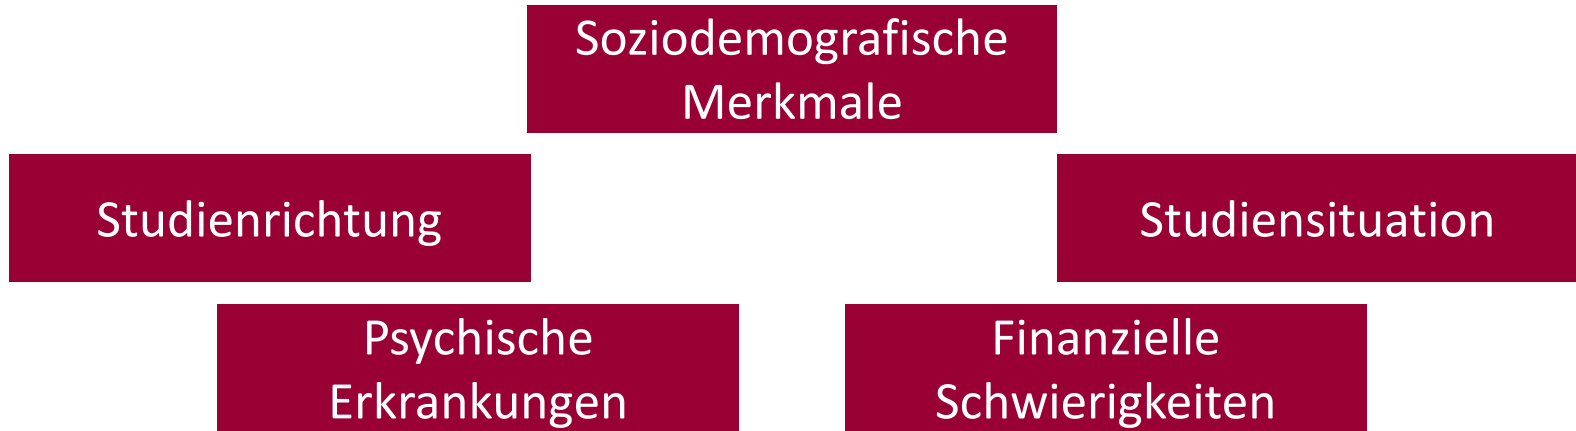 Soziodemografische
Merkmale
Studienrichtung
Studiensituation
Psychische
Erkrankungen
Finanzielle
Schwierigkeiten